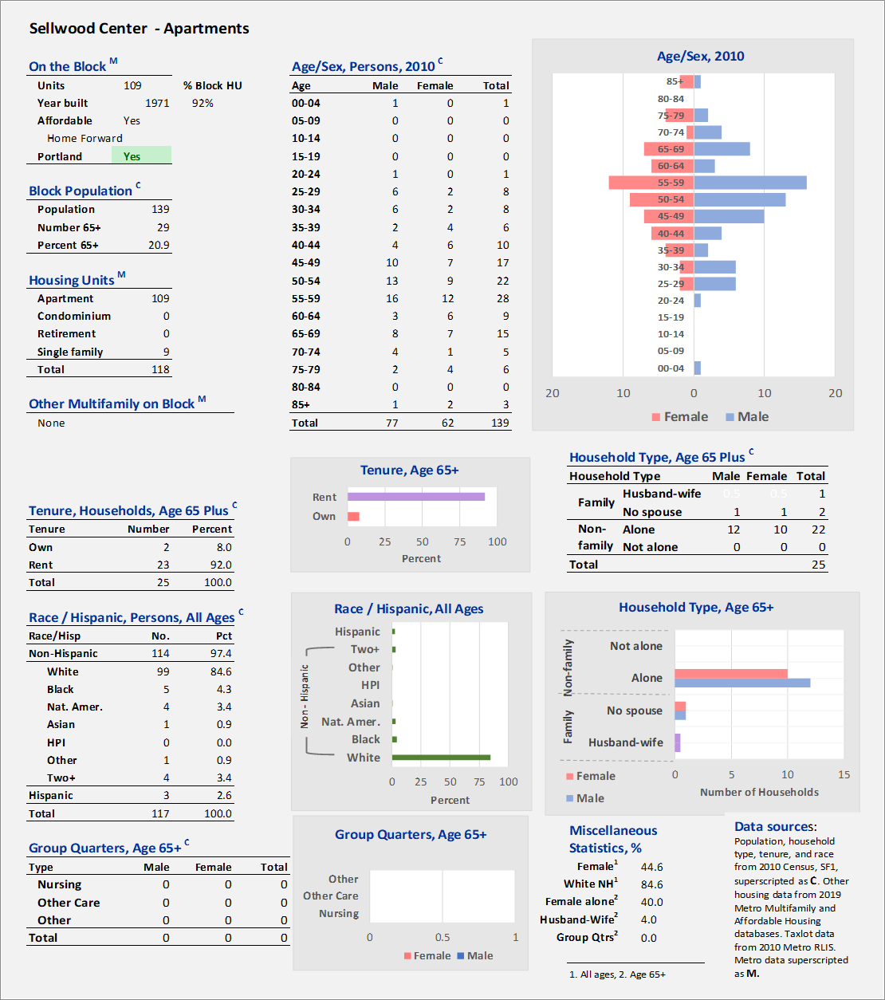 Sellwood Center - Apartments
On the Block M
Units 109 % Block HU
Year built 1971 92%
Affordable Yes
Home Forward
Portland Yes
Block Population C
Population 139
Number 65+ 29
Percent 65+ 20.9
Housing Units M
Apartment 109
Condominium 0
Retirement 0
Single family 9
Total 118
Other Multifamily on Block M
None
Age/Sex, Persons, 2010 C
Age Male Female Total
00-04 1 0 1
05-09 0 0 0
10-14 0 0 0
15-19 0 0 0
20-24 1 0 1
25-29 6 2 8
30-34 6 2 8
35-39 2 4 6
40-44 4 6 10
45-49 10 7 17
50-54 13 9 22
55-59 16 12 28
60-64 3 6 9
65-69 8 7 15
70-74 4 1 5
75-79 2 4 6
80-84 0 0 0
85+ 1 2 3
Total 77 62 139
Age/Sex, 2010
85+
80-84
75-79
70-74
65-69
60-64
55-59
50-54
45-49
40-44
35-39
30-34
25-29
20-24
15-19
10-14
05-09
00-04
20 10 0 10 20
Female Male
Tenure, Households, Age 65 Plus C
Tenure Number Percent
Own 2 8.0
Rent 23 92.0
Total 25 100.0
Tenure, Age 65+
Rent
Own
0 25 50 75 100
Percent
Household Type, Age 65 Plus C
Household Type Male Female Total
Family Husband-wife 0.5 0.5 1
No spouse 1 1 2
Non-family Alone 12 10 22
Not alone 0 0 0
Total 25
Race / Hispanic, Persons, All Ages C
Race/Hisp No. Pct
Non-Hispanic 114 97.4
White 99 84.6
Black 5 4.3
Nat. Amer. 4 3.4
Asian 1 0.9
HPI 0 0.0
Other 1 0.9
Two+ 4 3.4
Hispanic 3 2.6
Total 117 100.0
Race / Hispanic, All Ages
Hispanic
Two+
Other
HPI
Asian
Nat. Amer.
Black
White
Non - Hispanic
0 25 50 75 100
Percent
Household Type, Age 65+
Non-family
Not alone
Alone
Family
No spouse
Husband-wife
0 5 10 15
Number of Households
Female
Male
Group Quarters, Age 65+ C
Type Male Female Total
Nursing 0 0 0
Other Care 0 0 0
Other 0 0 0
Total 0 0 0
Group Quarters, Age 65+
Other
Other Care
Nursing
0 0.5 1
Female Male
Miscellaneous
Statistics, %
Female1 44.6
White NH1 84.6
Female alone2 40.0
Husband-Wife2 4.0
Group Qtrs2 0.0
1. All ages, 2. Age 65+
Data sources:
Population, household
type, tenure, and race
from 2010 Census, SF1,
superscripted as C. Other
housing data from 2019
Metro Multifamily and
Affordable Housing
databases. Taxlot data
from 2010 Metro RLIS.
Metro data superscripted
as M.